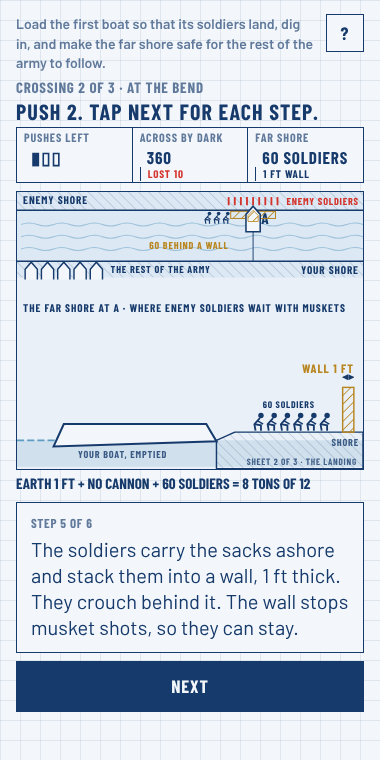 Load the first boat so that its soldiers land, dig
in, and make the far shore safe for the rest of the
army to follow.
?
CROSSING 2 OF 3 · AT THE BEND
PUSH 2. TAP NEXT FOR EACH STEP.
PUSHES LEFT
ACROSS BY DARK
360
LOST 10
FAR SHORE
60 SOLDIERS
1 FT WALL
ENEMY SHORE
ENEMY SOLDIERS
A
60 BEHIND A WALL
THE REST OF THE ARMY
YOUR SHORE
THE FAR SHORE AT A · WHERE ENEMY SOLDIERS WAIT WITH MUSKETS
WALL 1 FT
60 SOLDIERS
SHORE
YOUR BOAT, EMPTIED
SHEET 2 OF 3 · THE LANDING
EARTH 1 FT + NO CANNON + 60 SOLDIERS = 8 TONS OF 12
STEP 5 OF 6
The soldiers carry the sacks ashore
and stack them into a wall, 1 ft thick.
They crouch behind it. The wall stops
musket shots, so they can stay.
NEXT